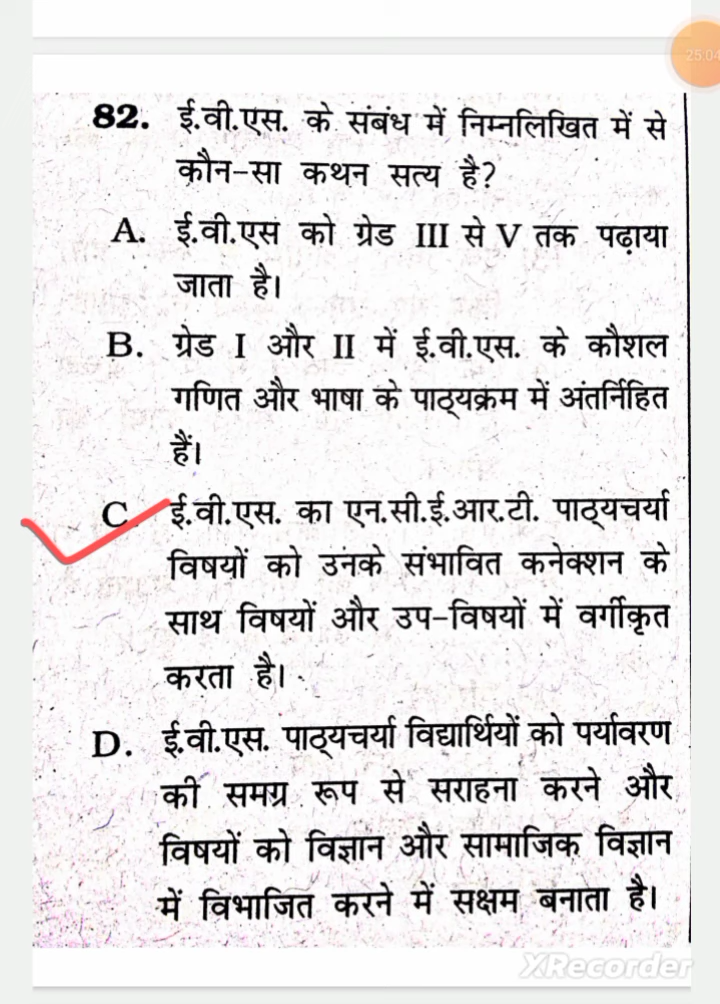 25:04
82. ई.वी.एस. के संबंध में निम्नलिखित में से
कौन-सा कथन सत्य है?
A. ई.वी.एस को ग्रेड III से V तक पढ़ाया
जाता है।
B. ग्रेड I और II में ई.वी.एस. के कौशल
गणित और भाषा के पाठ्यक्रम में अंतर्निहित
हैं।
C. ई.वी.एस. का एन.सी.ई.आर.टी. पाठ्यचर्या
विषयों को उनके संभावित कनेक्शन के
साथ विषयों और उप-विषयों में वर्गीकृत
करता है।
D. ई.वी.एस. पाठ्यचर्या विद्यार्थियों को पर्यावरण
की समग्र रूप से सराहना करने और
विषयों को विज्ञान और सामाजिक विज्ञान
में विभाजित करने में सक्षम बनाता है।
XRecorder